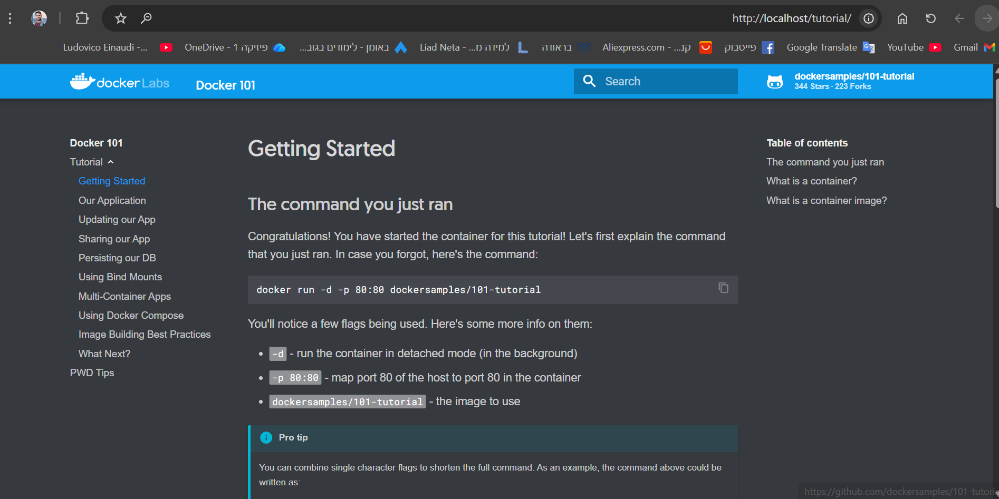 http://localhost/tutorial/
Gmail
YouTube
Google Translate
פייסבוק
Aliexpress.com - ...קנ
בראודה
Liad Neta - ...למידה מ
באומן - לימודים בגוב...
OneDrive - פיזיקה 1
Ludovico Einaudi -...
docker Labs
Docker 101
Search
dockersamples/101-tutorial
344 Stars · 223 Forks
Docker 101
Tutorial
Getting Started
Our Application
Updating our App
Sharing our App
Persisting our DB
Using Bind Mounts
Multi-Container Apps
Using Docker Compose
Image Building Best Practices
What Next?
PWD Tips
Getting Started
The command you just ran
Congratulations! You have started the container for this tutorial! Let's first explain the command
that you just ran. In case you forgot, here's the command:
docker run -d -p 80:80 dockersamples/101-tutorial
You'll notice a few flags being used. Here's some more info on them:
• -d - run the container in detached mode (in the background)
• -p 80:80 - map port 80 of the host to port 80 in the container
• dockersamples/101-tutorial - the image to use
Pro tip
You can combine single character flags to shorten the full command. As an example, the command above could be
written as:
Table of contents
The command you just ran
What is a container?
What is a container image?
https://github.com/dockersamples/101-tutoria